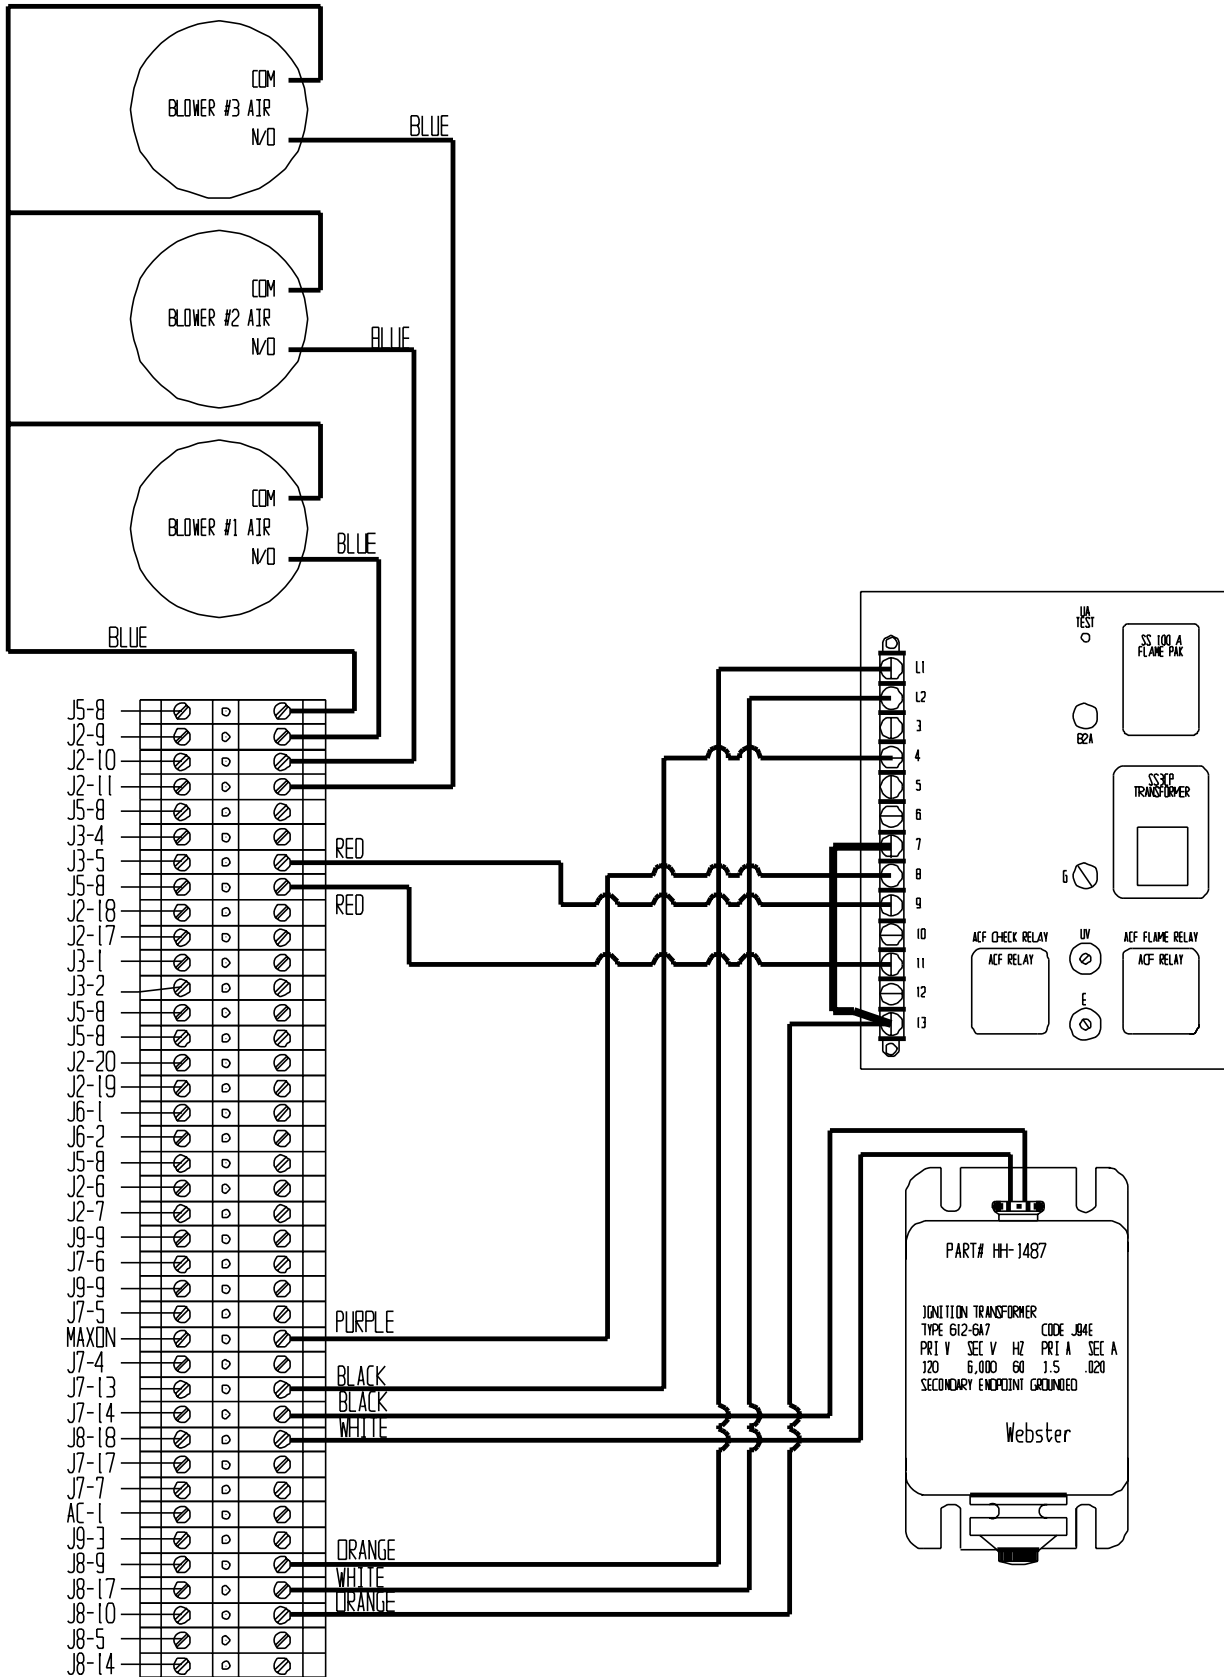 COM
BLOWER #3 AIR
N/O
BLUE
COM
BLOWER #2 AIR
N/O
BLUE
COM
BLOWER #1 AIR
N/O
BLUE
BLUE
J5-8
J2-9
J2-10
J2-11
J5-8
J3-4
J3-5
RED
J5-8
RED
J2-18
J2-17
J3-1
J3-2
J5-8
J5-8
J2-20
J2-19
J6-1
J6-2
J5-8
J2-6
J2-7
J9-9
J7-6
J9-9
J7-5
MAXON
PURPLE
J7-4
J7-13
BLACK
J7-14
BLACK
J8-18
WHITE
J7-17
J7-7
AC-1
J9-3
J8-9
ORANGE
J8-17
WHITE
J8-10
ORANGE
J8-5
J8-14
L1
L2
3
4
5
6
7
8
9
10
11
12
13
UA
TEST
SS 100 A
FLAME PAK
B2A
SS3CP
TRANSFORMER
G
ACF CHECK RELAY
ACF RELAY
UV
E
ACF FLAME RELAY
ACF RELAY
PART# HH-1487
IGNITION TRANSFORMER
TYPE 612-6A7 CODE J94E
PRI V SEC V HZ PRI A SEC A
120 6,000 60 1.5 .020
SECONDARY ENDPOINT GROUNDED
Webster